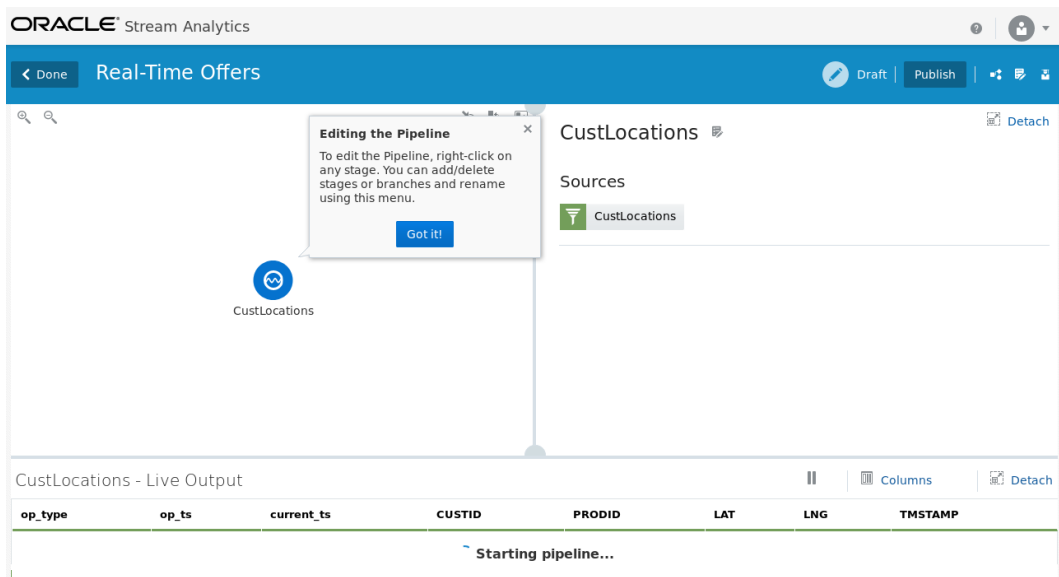 ORACLE® Stream Analytics
Done
Real-Time Offers
Draft
Publish
Editing the Pipeline
To edit the Pipeline, right-click on
any stage. You can add/delete
stages or branches and rename
using this menu.
Got it!
CustLocations
CustLocations
Detach
Sources
CustLocations
CustLocations - Live Output
Columns
Detach
op_type op_ts current_ts CUSTID PRODID LAT LNG TMSTAMP
Starting pipeline...